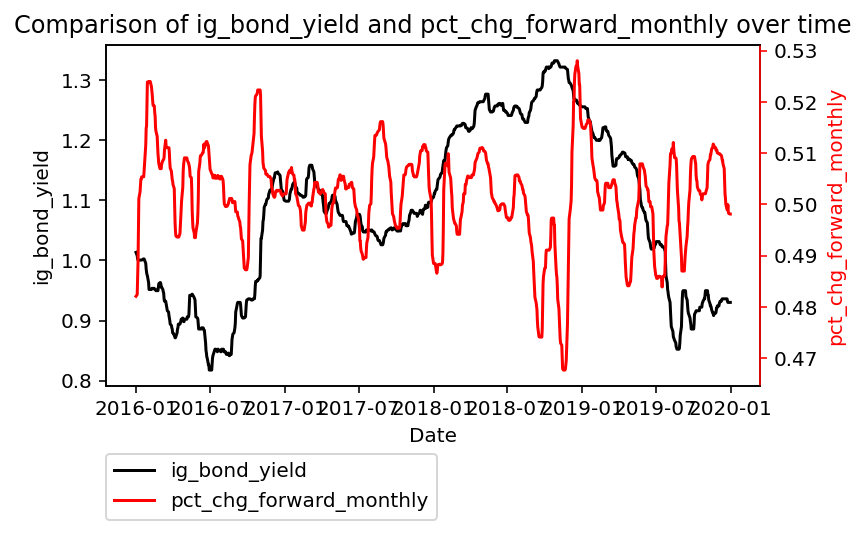 Comparison of ig_bond_yield and pct_chg_forward_monthly over time
ig_bond_yield
1.3
1.2
1.1
1.0
0.9
0.8
0.53
0.52
0.51
0.50
0.49
0.48
0.47
pct_chg_forward_monthly
2016-01 2016-07 2017-01 2017-07 2018-01 2018-07 2019-01 2019-07 2020-01
Date
ig_bond_yield
pct_chg_forward_monthly